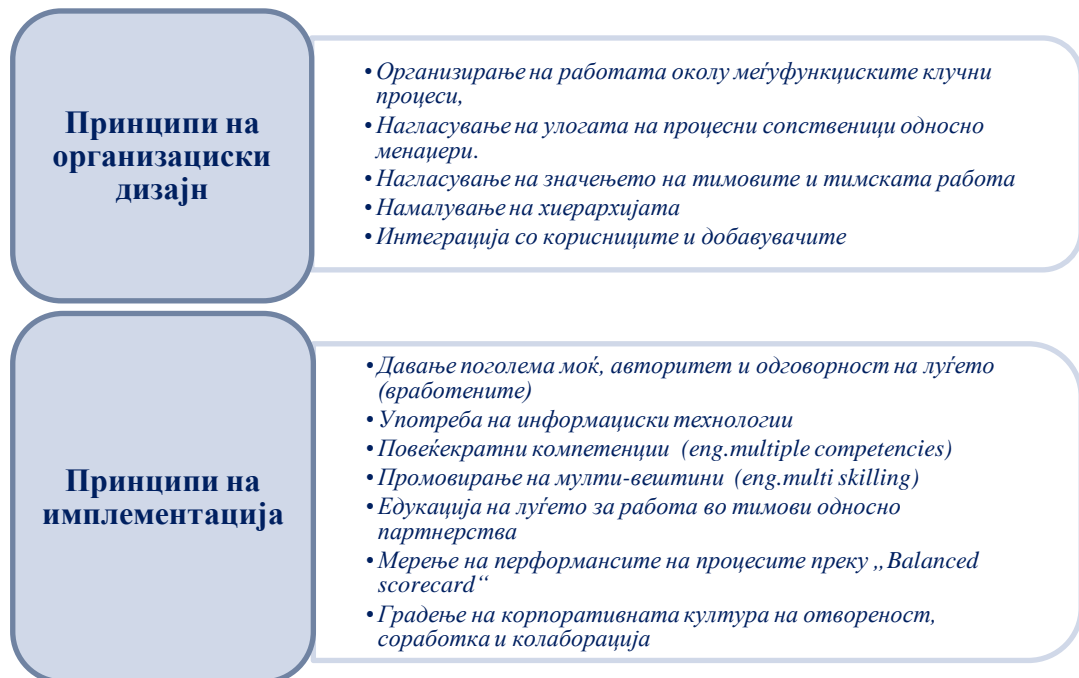 Принципи на
организациски
дизајн
•Организирање на работата околу меѓуфункциските клучни
процеси,
•Нагласување на улогата на процесни сопственици односно
менаџери.
•Нагласување на значењето на тимовите и тимската работа
•Намалување на хиерархијата
•Интеграција со корисниците и добавувачите
Принципи на
имплементација
•Давање поголема моќ, авторитет и одговорност на луѓето
(вработените)
•Употреба на информациски технологии
•Повеќекратни компетенции (eng.multiple competencies)
•Промовирање на мулти-вештини (eng.multi skilling)
•Едукација на луѓето за работа во тимови односно
партнерства
•Мерење на перформансите на процесите преку „Balanced
scorecard“
•Градење на корпоративната култура на отвореност,
соработка и колаборација